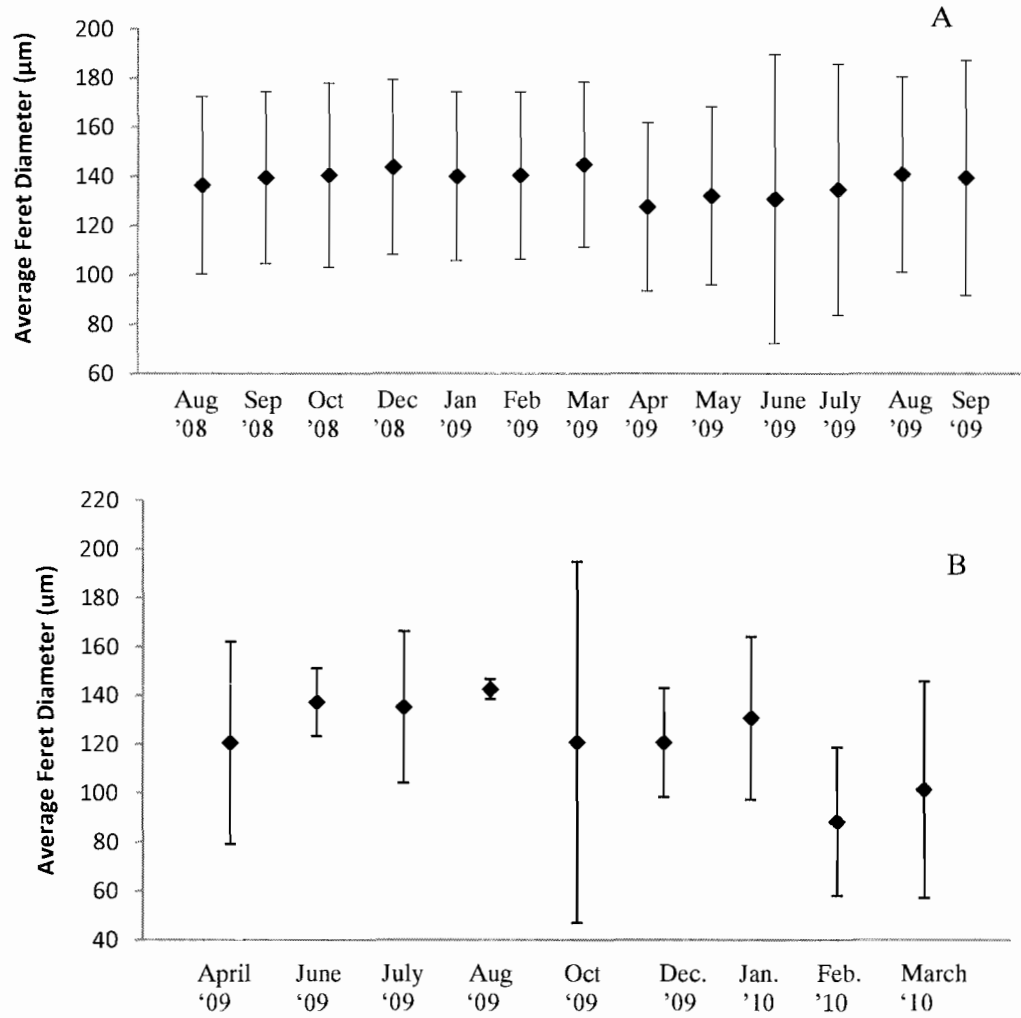 A
Average Feret Diameter (µm)
200
180
160
140
120
100
80
60
Aug Sep Oct Dec Jan Feb Mar Apr May June July Aug Sep
'08 '08 '08 '08 '09 '09 '09 '09 '09 '09 '09 '09 '09
B
Average Feret Diameter (um)
220
200
180
160
140
120
100
80
60
40
April June July Aug Oct Dec. Jan. Feb. March
'09 '09 '09 '09 '09 '09 '10 '10 '10